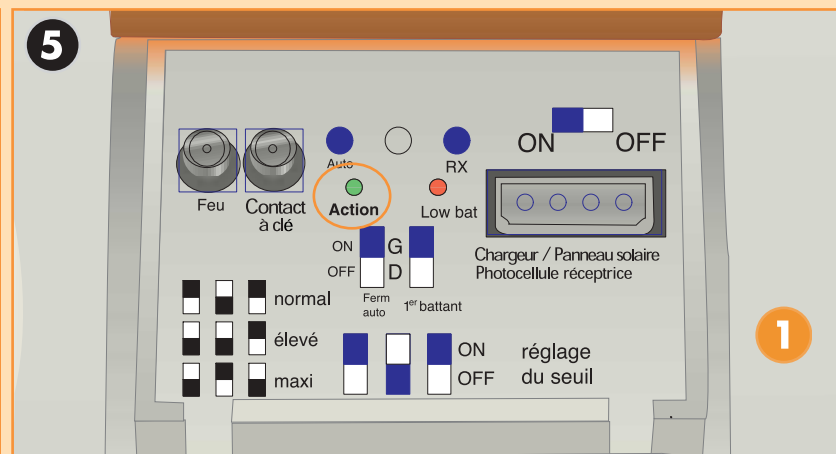 5
ON OFF
Auto RX
Feu Contact
à clé
Action Low bat
Chargeur / Panneau solaire
Photocellule réceptrice
ON G
OFF D
Ferm
auto
1er battant
normal
élevé
maxi
ON
OFF
réglage
du seuil
1